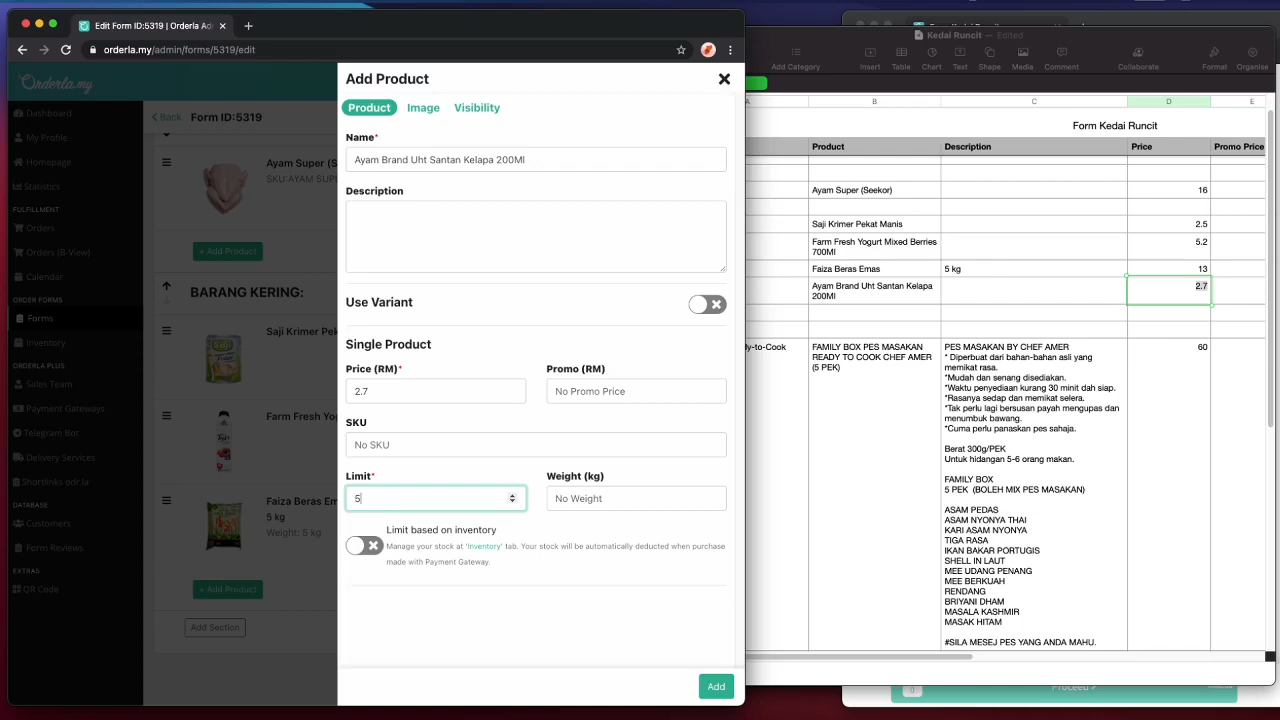 Edit Form ID:5319 | OrderlaMy
orderla.my/admin/forms/5319/edit
Orderla.my
Dashboard
My Profile
Homepage
Statistics
FULFILLMENT
Orders
Orders (B-View)
Calendar
ORDER FORMS
Forms
Inventory
ORDERLA PLUS
Sales Team
Payment Gateways
Telegram Bot
Delivery Services
Shortlinks odr.la
DATABASE
Customers
Form Reviews
EXTRAS
QR Code
Back
Form ID:5319
Ayam Super (S
SKU:AYAM SUP
+ Add Product
BARANG KERING:
Saji Krimer Pek
Farm Fresh Yo
Faiza Beras Em
5 kg
Weight: 5 kg
+ Add Product
Add Section
Add Product
Product
Image
Visibility
Name*
Ayam Brand Uht Santan Kelapa 200Ml
Description
Use Variant
Single Product
Price (RM)*
Promo (RM)
2.7
No Promo Price
SKU
No SKU
Limit*
Weight (kg)
5
No Weight
Limit based on inventory
Manage your stock at 'Inventory' tab. Your stock will be automatically deducted when purchase
made with Payment Gateway.
Add
Kedai Runcit — Edited
Add Category
Insert
Table
Chart
Text
Shape
Media
Comment
Collaborate
Format
Organise
A
B
C
D
E
Form Kedai Runcit
Product
Description
Price
Promo Price
Ayam Super (Seekor)
16
Saji Krimer Pekat Manis
2.5
Farm Fresh Yogurt Mixed Berries
700Ml
5.2
Faiza Beras Emas
5 kg
13
Ayam Brand Uht Santan Kelapa
200Ml
2.7
ly-to-Cook
FAMILY BOX PES MASAKAN
READY TO COOK CHEF AMER
(5 PEK)
PES MASAKAN BY CHEF AMER
* Diperbuat dari bahan-bahan asli yang
memikat rasa.
*Mudah dan senang disediakan.
*Waktu penyediaan kurang 30 minit dah siap.
*Rasanya sedap dan memikat selera.
*Tak perlu lagi bersusan payah mengupas dan
menumbuk bawang.
*Cuma perlu panaskan pes sahaja.
Berat 300g/PEK
Untuk hidangan 5-6 orang makan.
FAMILY BOX
5 PEK (BOLEH MIX PES MASAKAN)
ASAM PEDAS
ASAM NYONYA THAI
KARI ASAM NYONYA
TIGA RASA
IKAN BAKAR PORTUGIS
SHELL IN LAUT
MEE UDANG PENANG
MEE BERKUAH
RENDANG
BRIYANI DHAM
MASALA KASHMIR
MASAK HITAM
#SILA MESEJ PES YANG ANDA MAHU.
60
0
Proceed